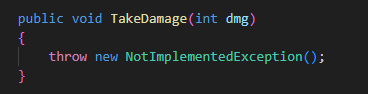 public void TakeDamage(int dmg)
{
    throw new NotImplementedException();
}